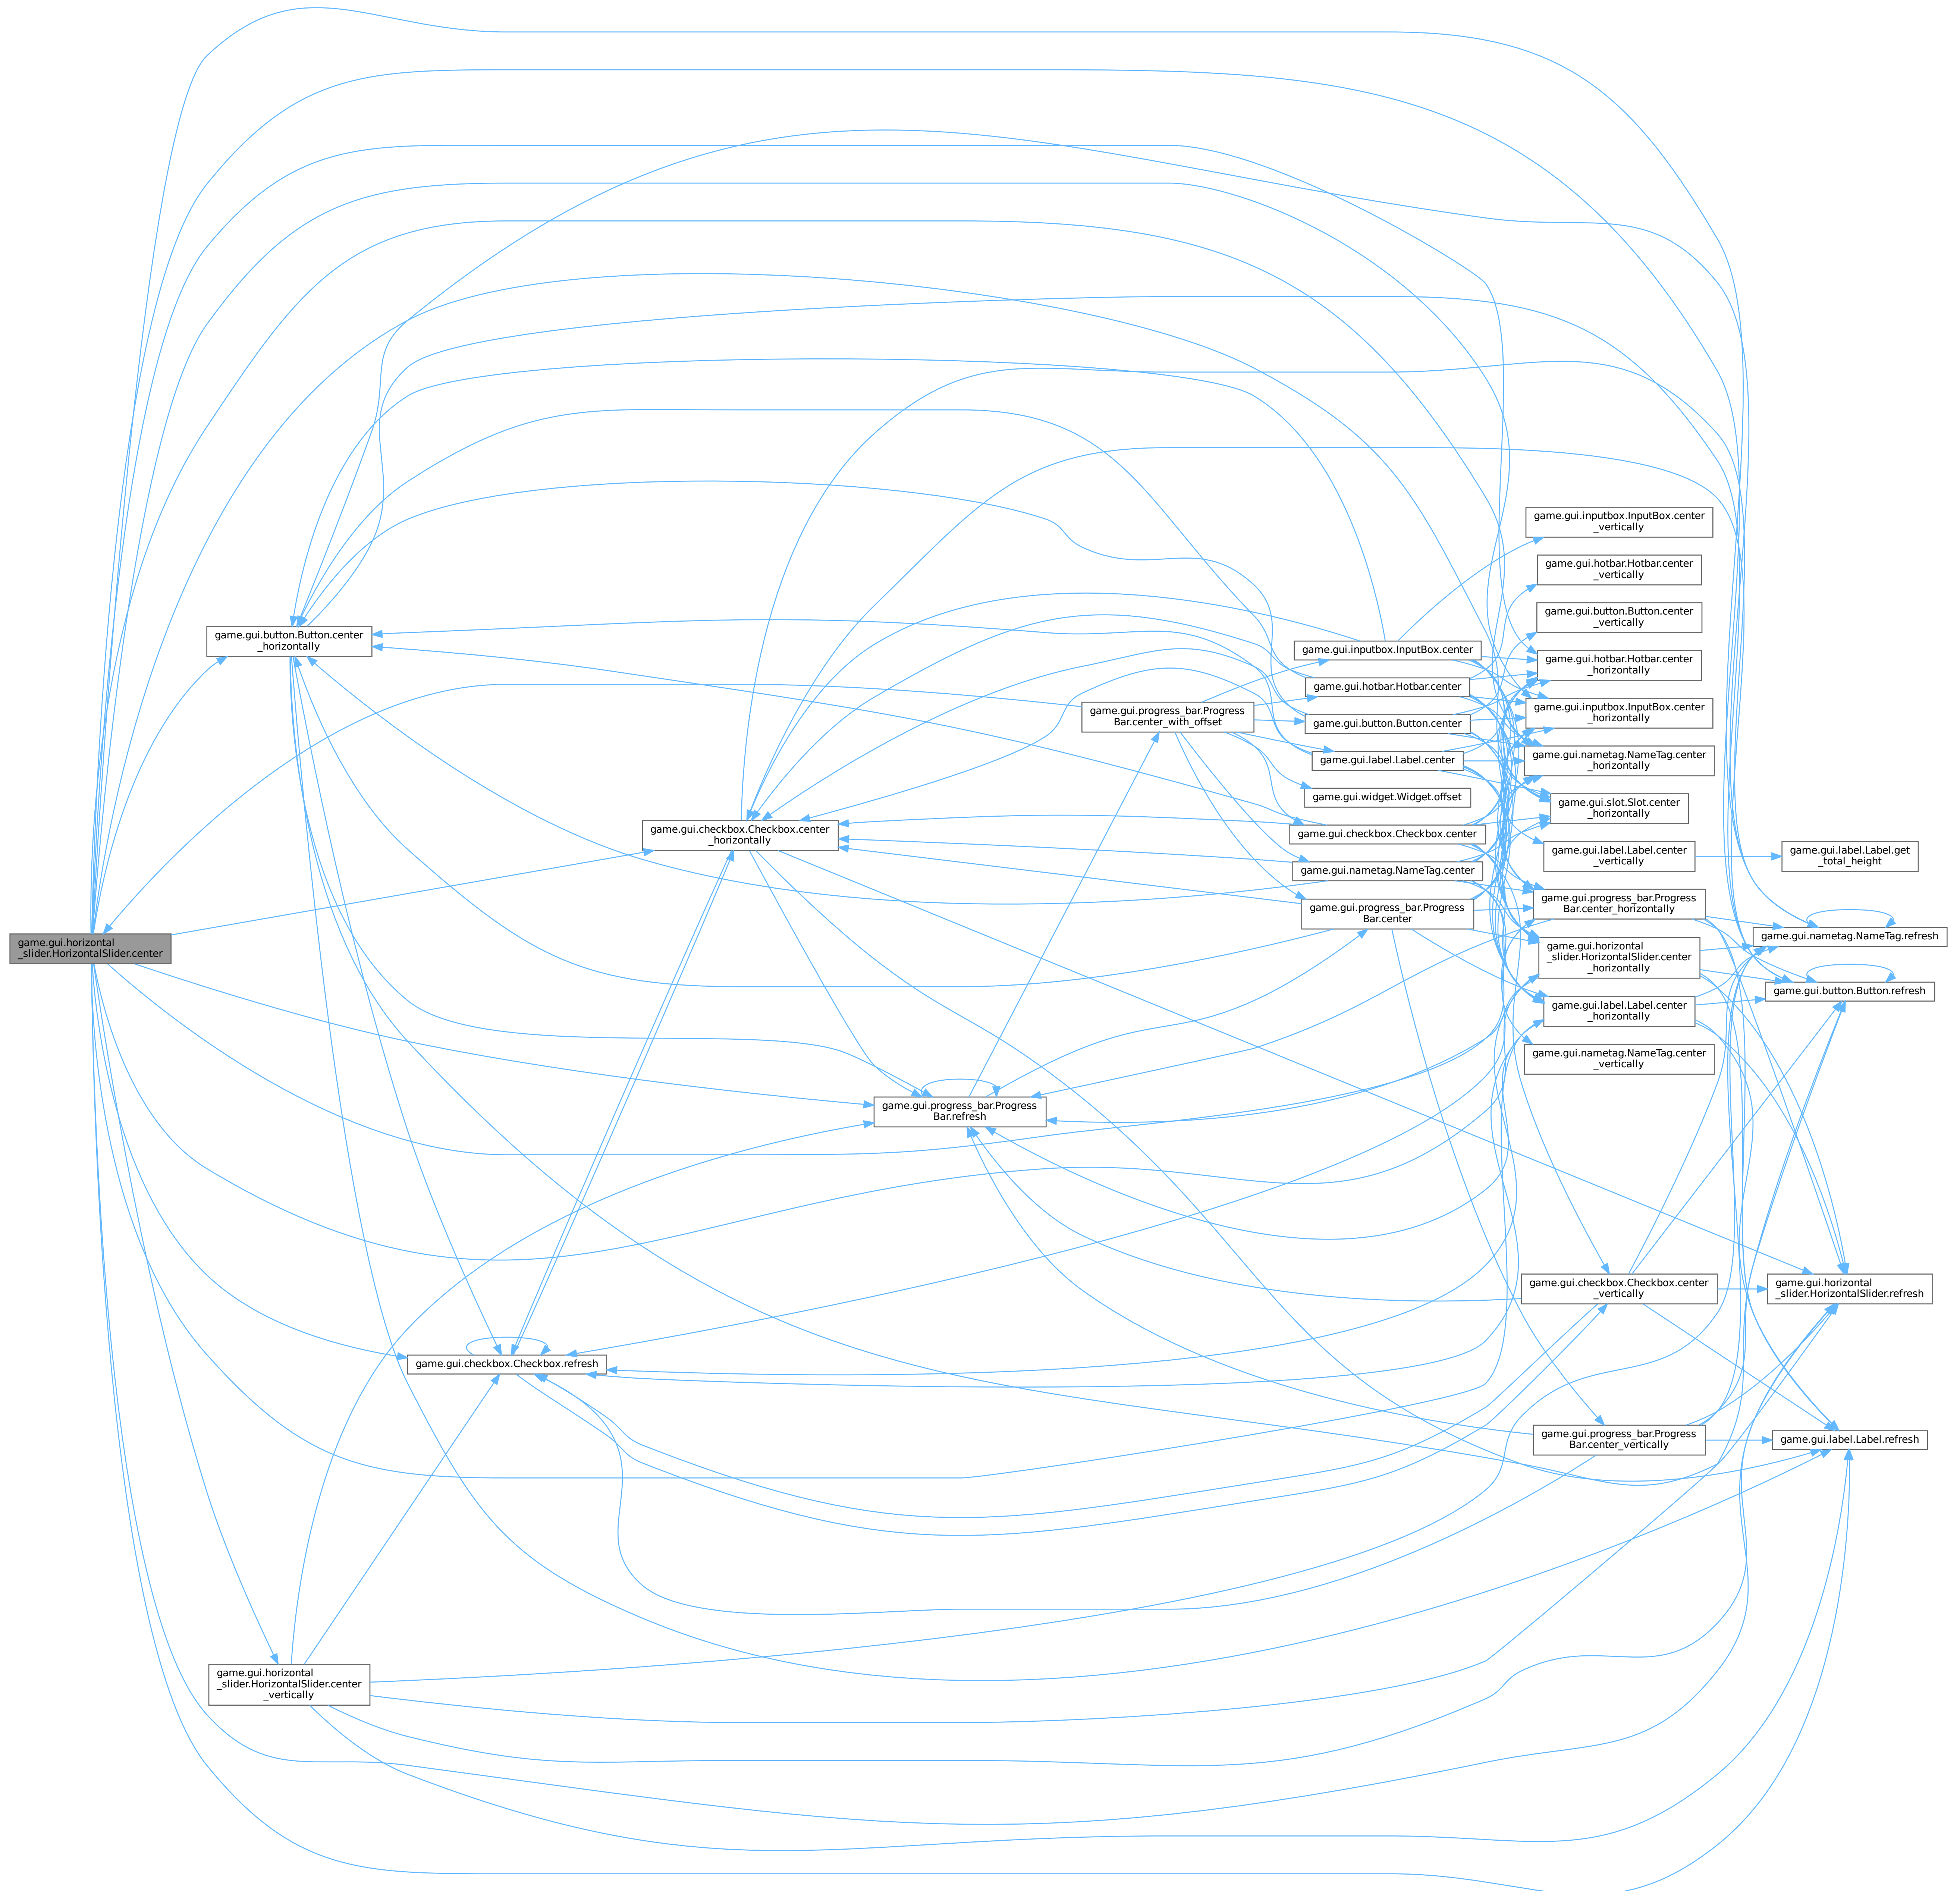 game.gui.horizontal
_slider.HorizontalSlider.center
game.gui.button.Button.center
_horizontally
game.gui.horizontal
_slider.HorizontalSlider.center
_vertically
game.gui.checkbox.Checkbox.refresh
game.gui.checkbox.Checkbox.center
_horizontally
game.gui.progress_bar.Progress
Bar.refresh
game.gui.progress_bar.Progress
Bar.center_with_offset
game.gui.inputbox.InputBox.center
game.gui.hotbar.Hotbar.center
game.gui.button.Button.center
game.gui.label.Label.center
game.gui.widget.Widget.offset
game.gui.checkbox.Checkbox.center
game.gui.nametag.NameTag.center
game.gui.progress_bar.Progress
Bar.center
game.gui.inputbox.InputBox.center
_vertically
game.gui.hotbar.Hotbar.center
_vertically
game.gui.button.Button.center
_vertically
game.gui.hotbar.Hotbar.center
_horizontally
game.gui.inputbox.InputBox.center
_horizontally
game.gui.nametag.NameTag.center
_horizontally
game.gui.slot.Slot.center
_horizontally
game.gui.label.Label.center
_vertically
game.gui.progress_bar.Progress
Bar.center_horizontally
game.gui.horizontal
_slider.HorizontalSlider.center
_horizontally
game.gui.label.Label.center
_horizontally
game.gui.nametag.NameTag.center
_vertically
game.gui.checkbox.Checkbox.center
_vertically
game.gui.progress_bar.Progress
Bar.center_vertically
game.gui.label.Label.get
_total_height
game.gui.nametag.NameTag.refresh
game.gui.button.Button.refresh
game.gui.horizontal
_slider.HorizontalSlider.refresh
game.gui.label.Label.refresh